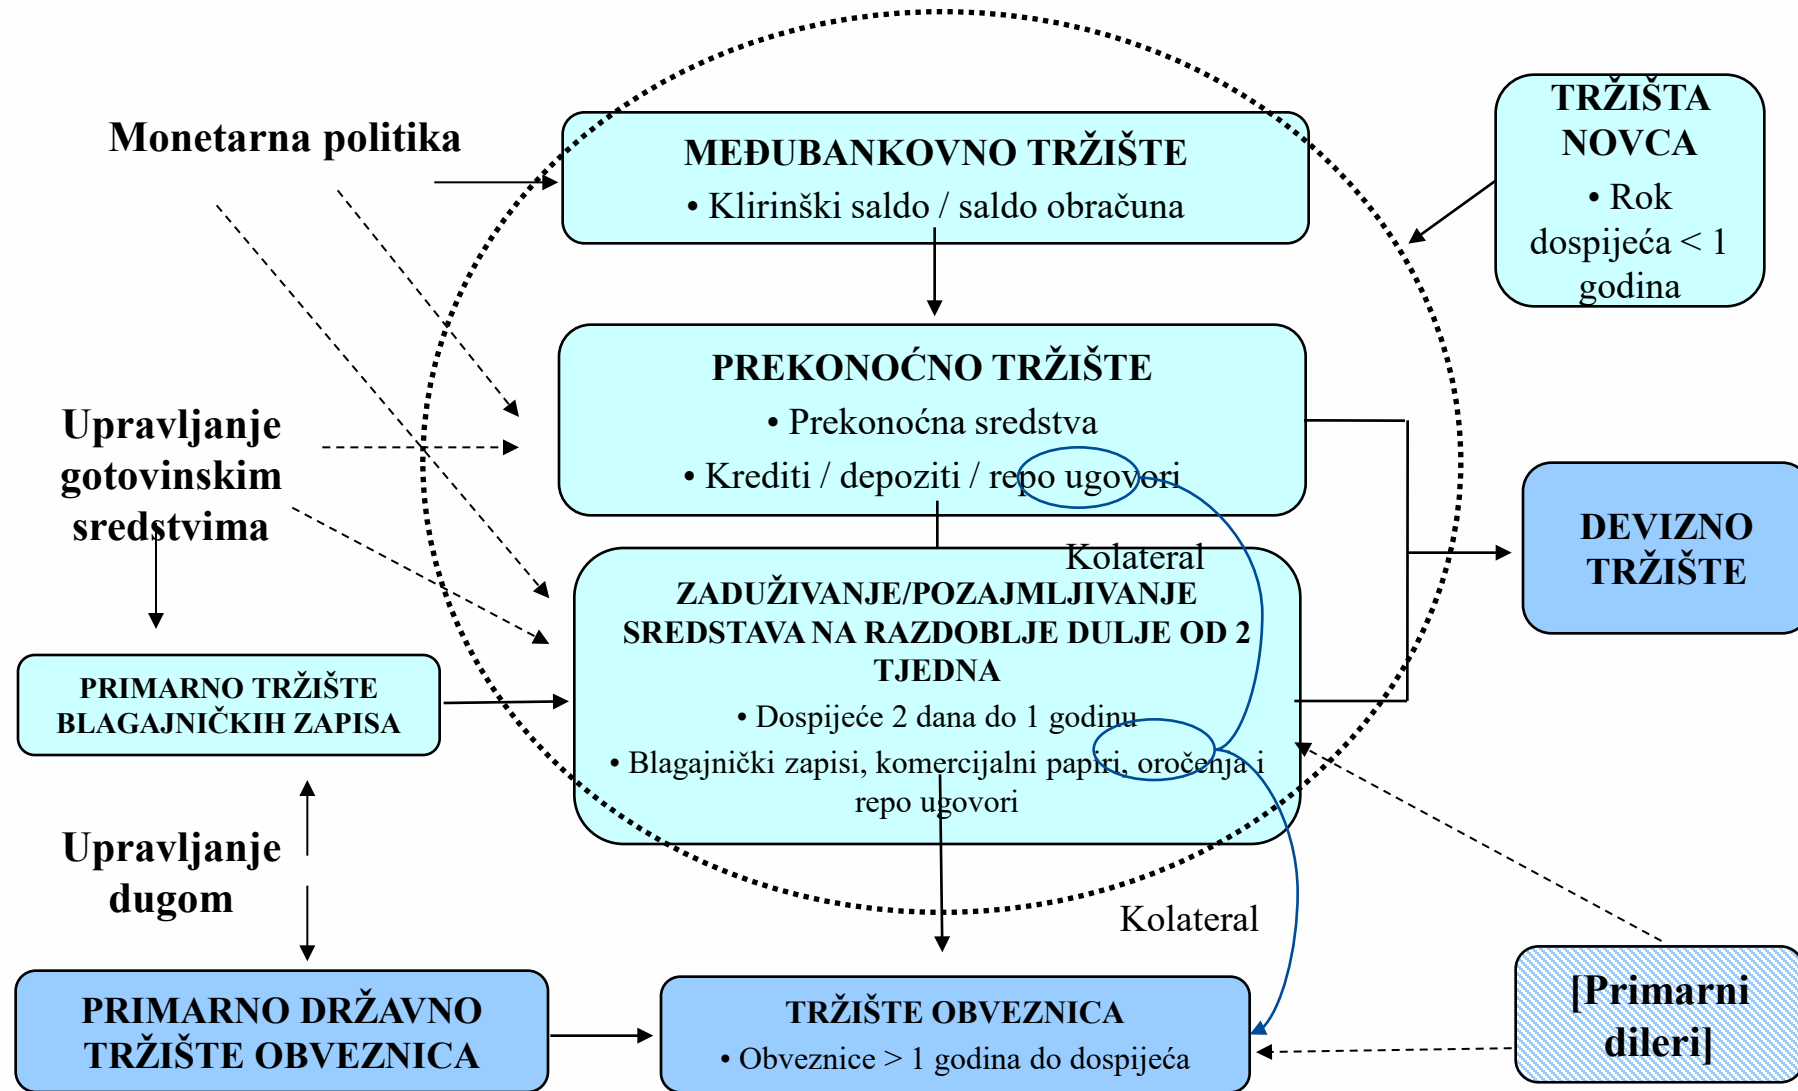 Monetarna politika
MEĐUBANKOVNO TRŽIŠTE
• Klirinški saldo / saldo obračuna
TRŽIŠTA
NOVCA
• Rok
dospijeća < 1
godina
PREKONOĆNO TRŽIŠTE
• Prekonoćna sredstva
• Krediti / depoziti / repo ugovori
Upravljanje
gotovinskim
sredstvima
Kolateral
DEVIZNO
TRŽIŠTE
ZADUŽIVANJE/POZAJMLJIVANJE
SREDSTAVA NA RAZDOBLJE DULJE OD 2
TJEDNA
• Dospijeće 2 dana do 1 godinu
• Blagajnički zapisi, komercijalni papiri, oročenja i
repo ugovori
PRIMARNO TRŽIŠTE
BLAGAJNIČKIH ZAPISA
Upravljanje
dugom
Kolateral
PRIMARNO DRŽAVNO
TRŽIŠTE OBVEZNICA
TRŽIŠTE OBVEZNICA
• Obveznice > 1 godina do dospijeća
[Primarni
dileri]